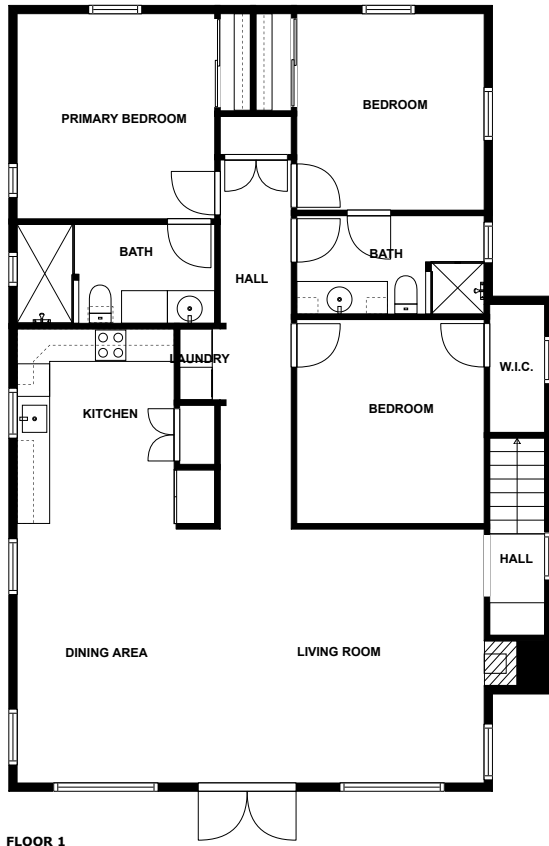 BEDROOM
PRIMARY BEDROOM
BATH
BATH
HALL
LAUNDRY
W.I.C.
KITCHEN
BEDROOM
HALL
DINING AREA
LIVING ROOM
FLOOR 1